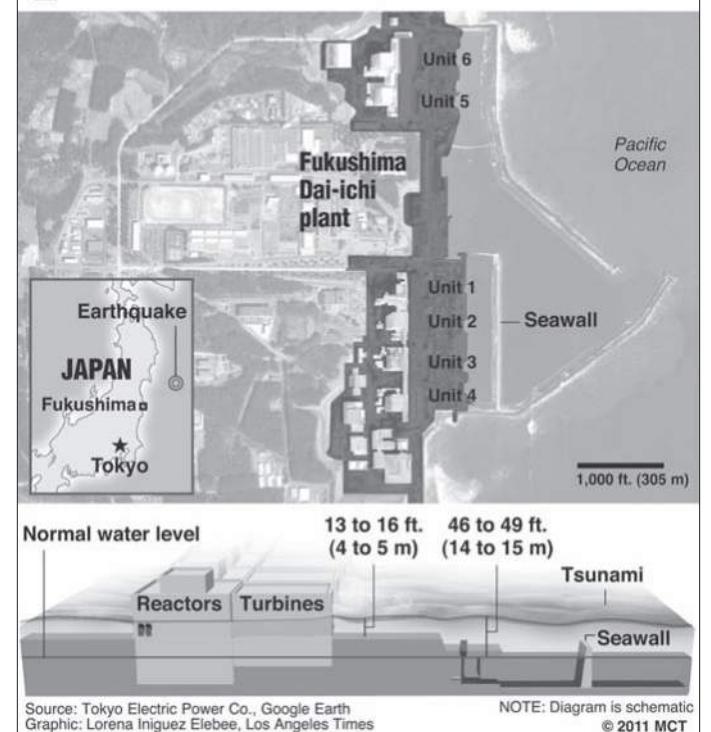 Unit 6
Unit 5
Pacific
Ocean
Fukushima
Dai-ichi
plant
Unit 1
Unit 2
Seawall
Unit 3
Unit 4
Earthquake
JAPAN
Fukushima
Tokyo
1,000 ft. (305 m)
Normal water level
13 to 16 ft.
(4 to 5 m)
46 to 49 ft.
(14 to 15 m)
Tsunami
Reactors
Turbines
Seawall
Source: Tokyo Electric Power Co., Google Earth
Graphic: Lorena Iniguez Elebee, Los Angeles Times
NOTE: Diagram is schematic
© 2011 MCT